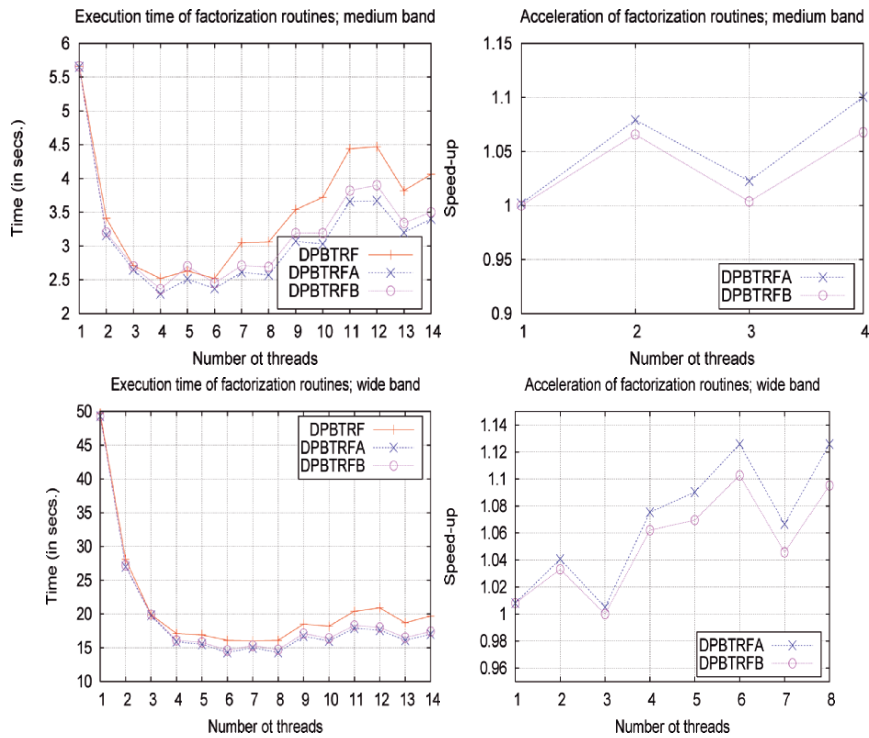 Execution time of factorization routines; medium band
6
5.5
5
4.5
4
3.5
3
2.5
2
Time (in secs.)
DPBTRF
DPBTRFA
DPBTRFB
1 2 3 4 5 6 7 8 9 10 11 12 13 14
Number ot threads
Acceleration of factorization routines; medium band
1.15
1.1
1.05
1
0.95
0.9
Speed-up
DPBTRFA
DPBTRFB
1 2 3 4
Number ot threads
Execution time of factorization routines; wide band
50
45
40
35
30
25
20
15
10
Time (in secs.)
DPBTRF
DPBTRFA
DPBTRFB
1 2 3 4 5 6 7 8 9 10 11 12 13 14
Number ot threads
Acceleration of factorization routines; wide band
1.14
1.12
1.1
1.08
1.06
1.04
1.02
1
0.98
0.96
Speed-up
DPBTRFA
DPBTRFB
1 2 3 4 5 6 7 8
Number ot threads